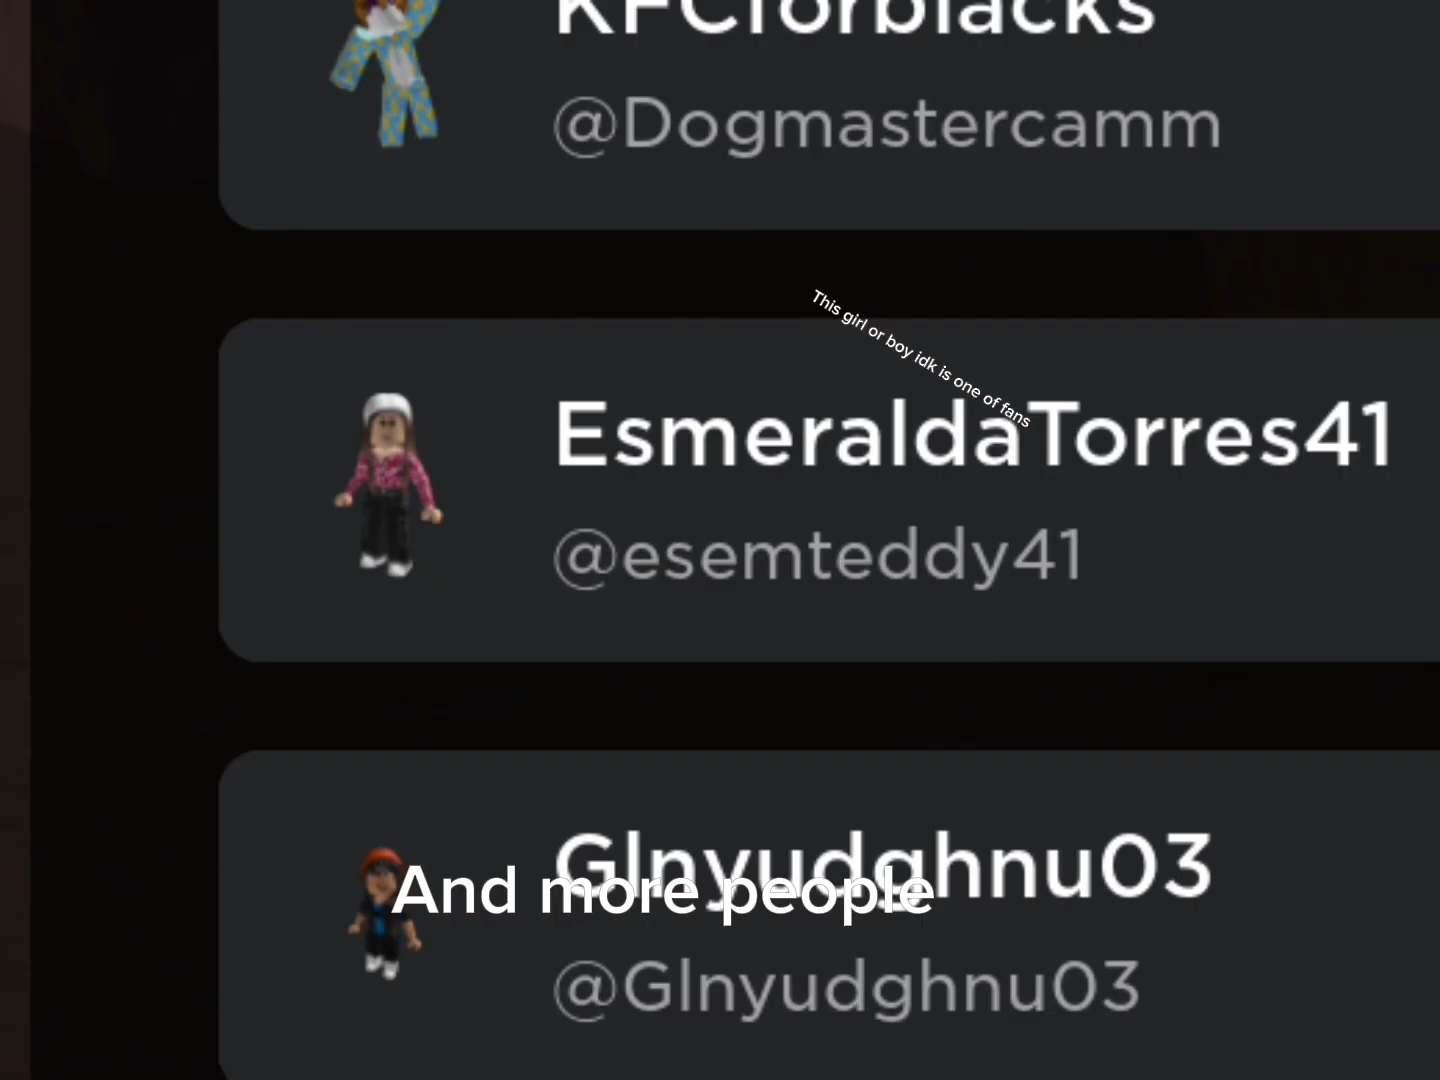 KFCforblacks
@Dogmastercamm
This girl or boy idk is one of fans
EsmeraldaTorres41
@esemteddy41
Glnyudghnu03
And more people
@Glnyudghnu03